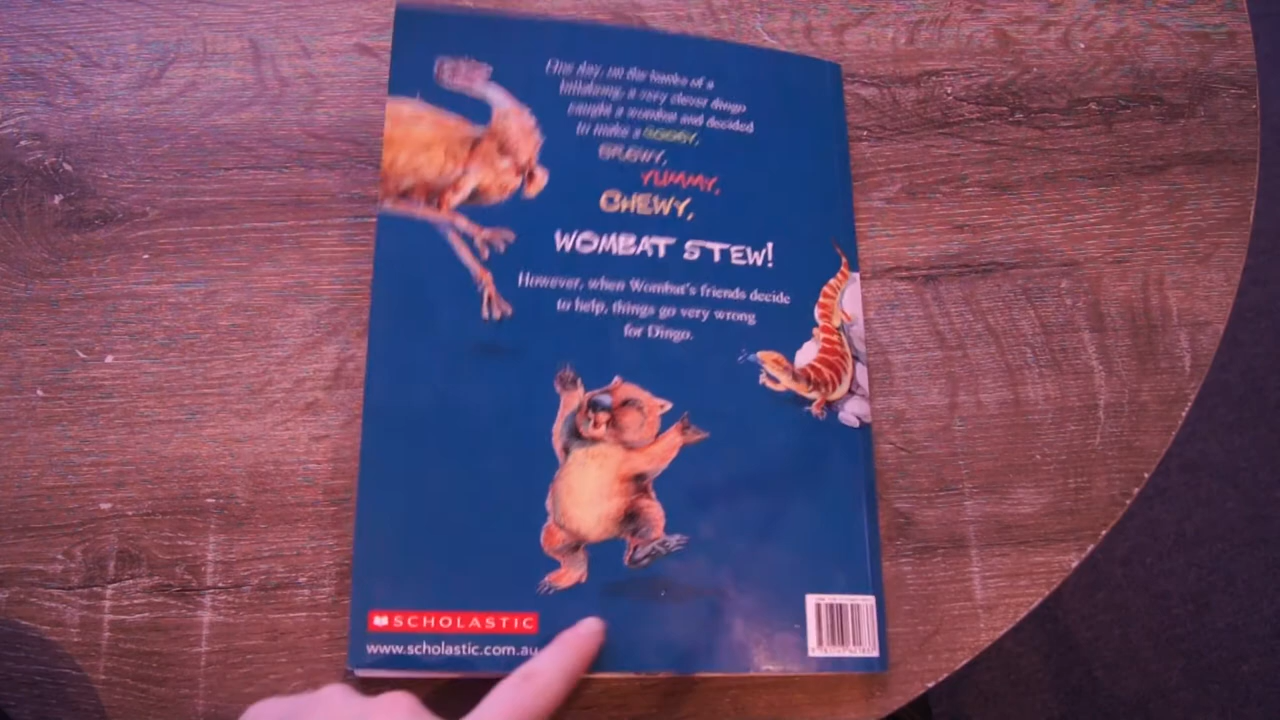 One day, on the banks of a
billabong, a very clever dingo
caught a wombat and decided
to make a GOOEY,
BREWY,
YUMMY,
CHEWY,
WOMBAT STEW!
However, when Wombat's friends decide
to help, things go very wrong
for Dingo.
SCHOLASTIC
www.scholastic.com.au